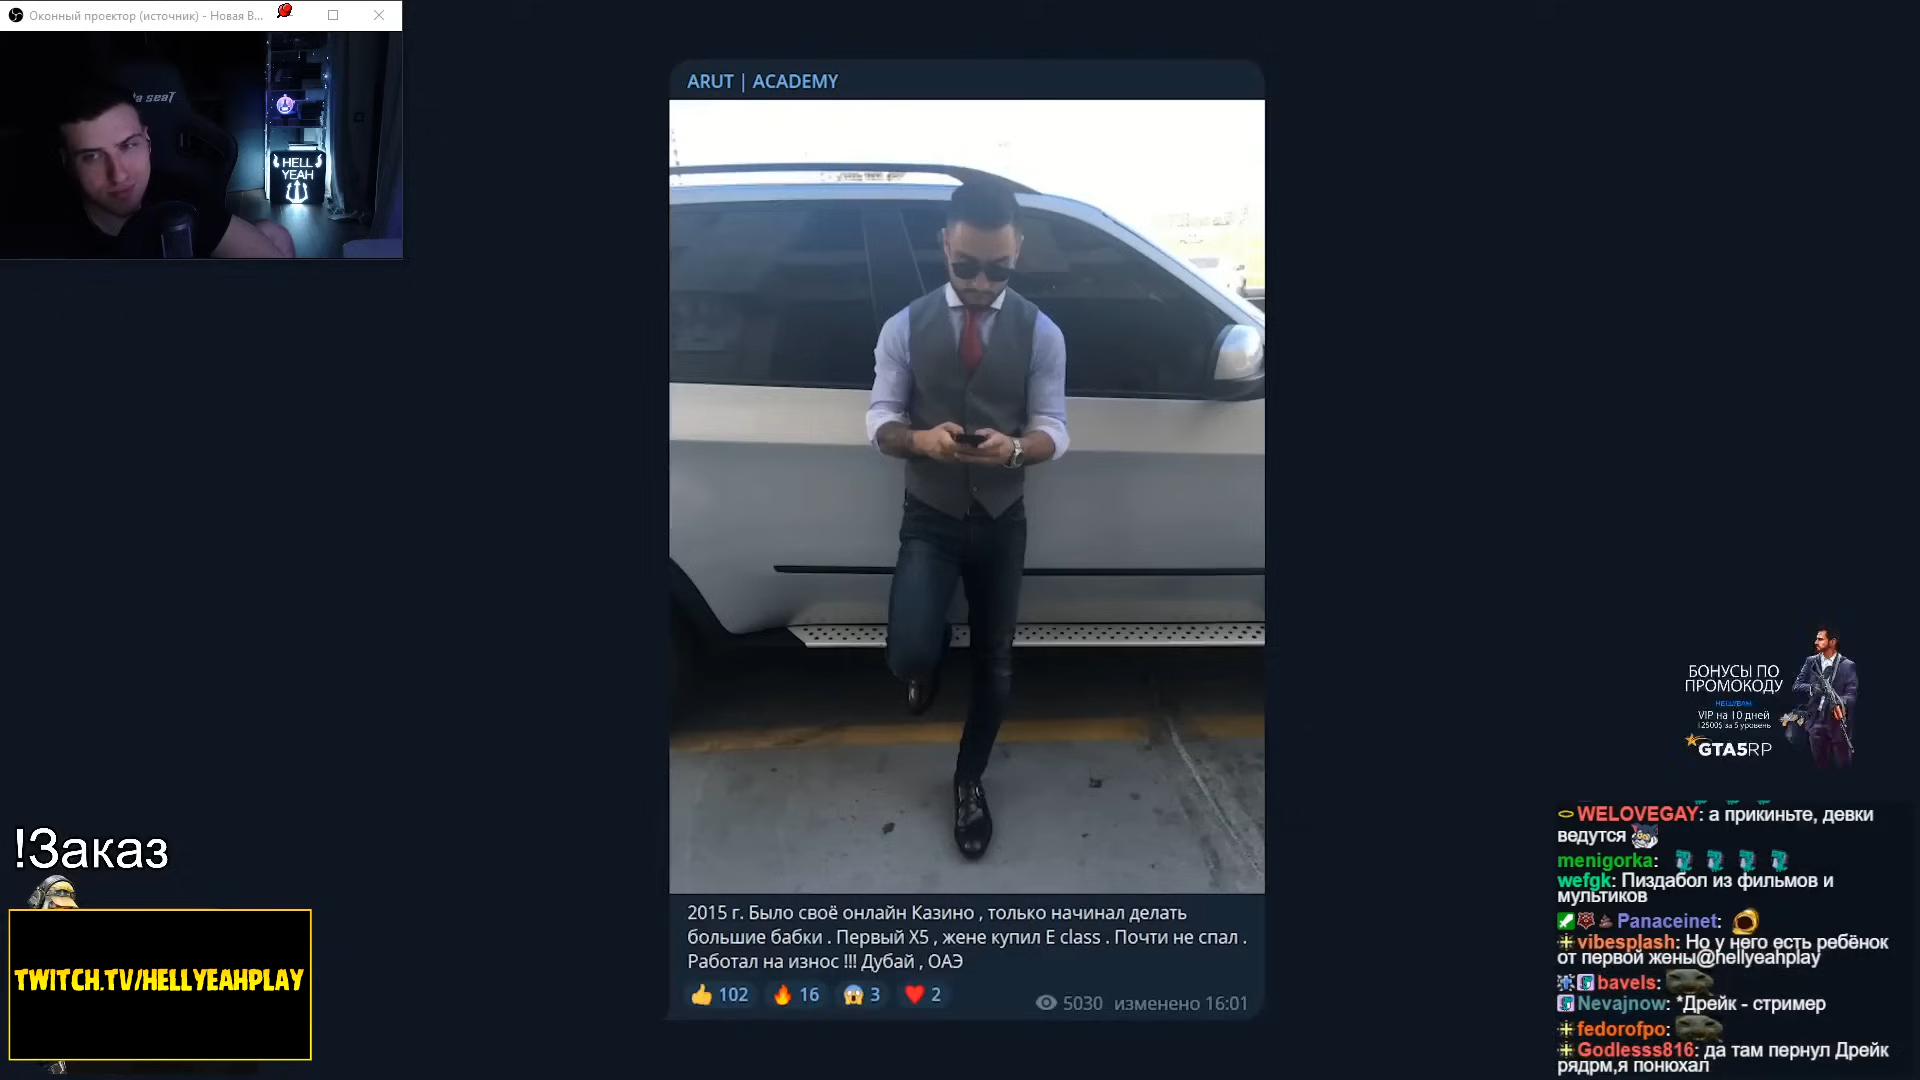 Оконный проектор (источник) - Новая В...
a seat
HELL
YEAH
ARUT | ACADEMY
2015 г. Было своё онлайн Казино , только начинал делать
большие бабки . Первый X5 , жене купил E class . Почти не спал .
Работал на износ !!! Дубай , ОАЭ
102
16
3
2
5030 изменено 16:01
!Заказ
TWITCH.TV/HELLYEAHPLAY
БОНУСЫ ПО
ПРОМОКОДУ
VIP на 10 дней
GTA5RP
WELOVEGAY: а прикиньте, девки
ведутся
menigorka:
wefgk: Пиздабол из фильмов и
мультиков
Panaceinet:
vibesplash: Но у него есть ребёнок
от первой жены@hellyeahplay
bavels:
Nevajnow: *Дрейк - стример
fedorofpo:
Godlesss816: да там пернул Дрейк
рядрм,я понюхал